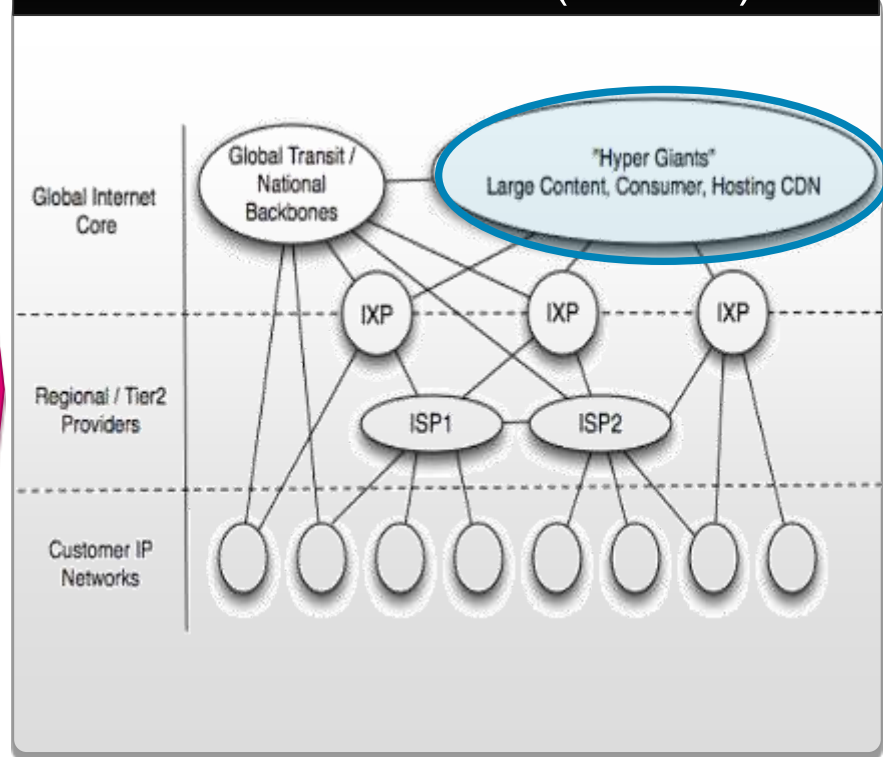 Global Internet
Core
Global Transit /
National
Backbones
"Hyper Giants"
Large Content, Consumer, Hosting CDN
IXP
IXP
IXP
Regional / Tier2
Providers
ISP1
ISP2
Customer IP
Networks